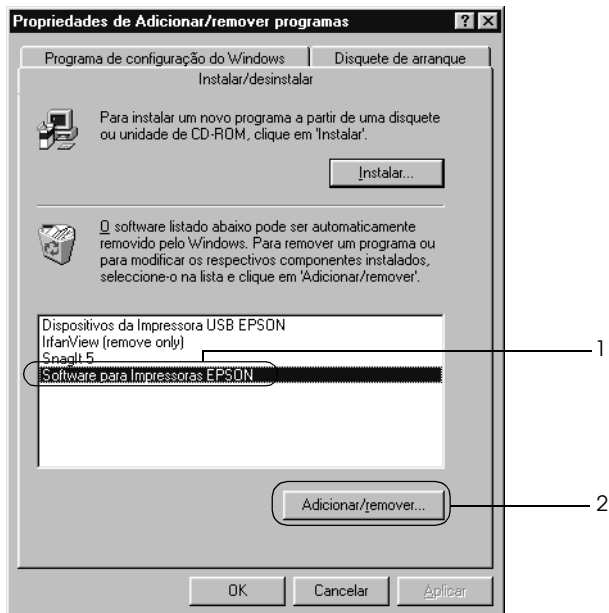 Propriedades de Adicionar/remover programas
Programa de configuração do Windows
Disquete de arranque
Instalar/desinstalar
Para instalar um novo programa a partir de uma disquete
ou unidade de CD-ROM, clique em 'Instalar'.
Instalar...
O software listado abaixo pode ser automaticamente
removido pelo Windows. Para remover um programa ou
para modificar os respectivos componentes instalados,
seleccione-o na lista e clique em 'Adicionar/remover'.
Dispositivos da Impressora USB EPSON
IrfanView (remove only)
SnagIt 5
Software para Impressoras EPSON
1
Adicionar/remover...
2
OK
Cancelar
Aplicar